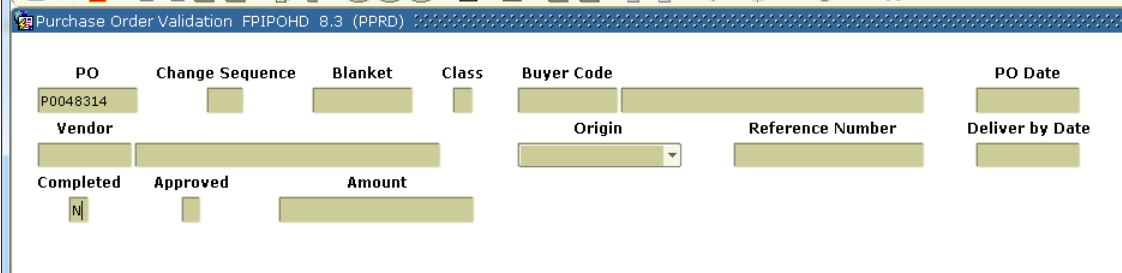 Purchase Order Validation FPIPOHD 8.3 (PPRD)
PO Change Sequence Blanket Class Buyer Code PO Date
P0048314
Vendor Origin Reference Number Deliver by Date
Completed Approved Amount
N